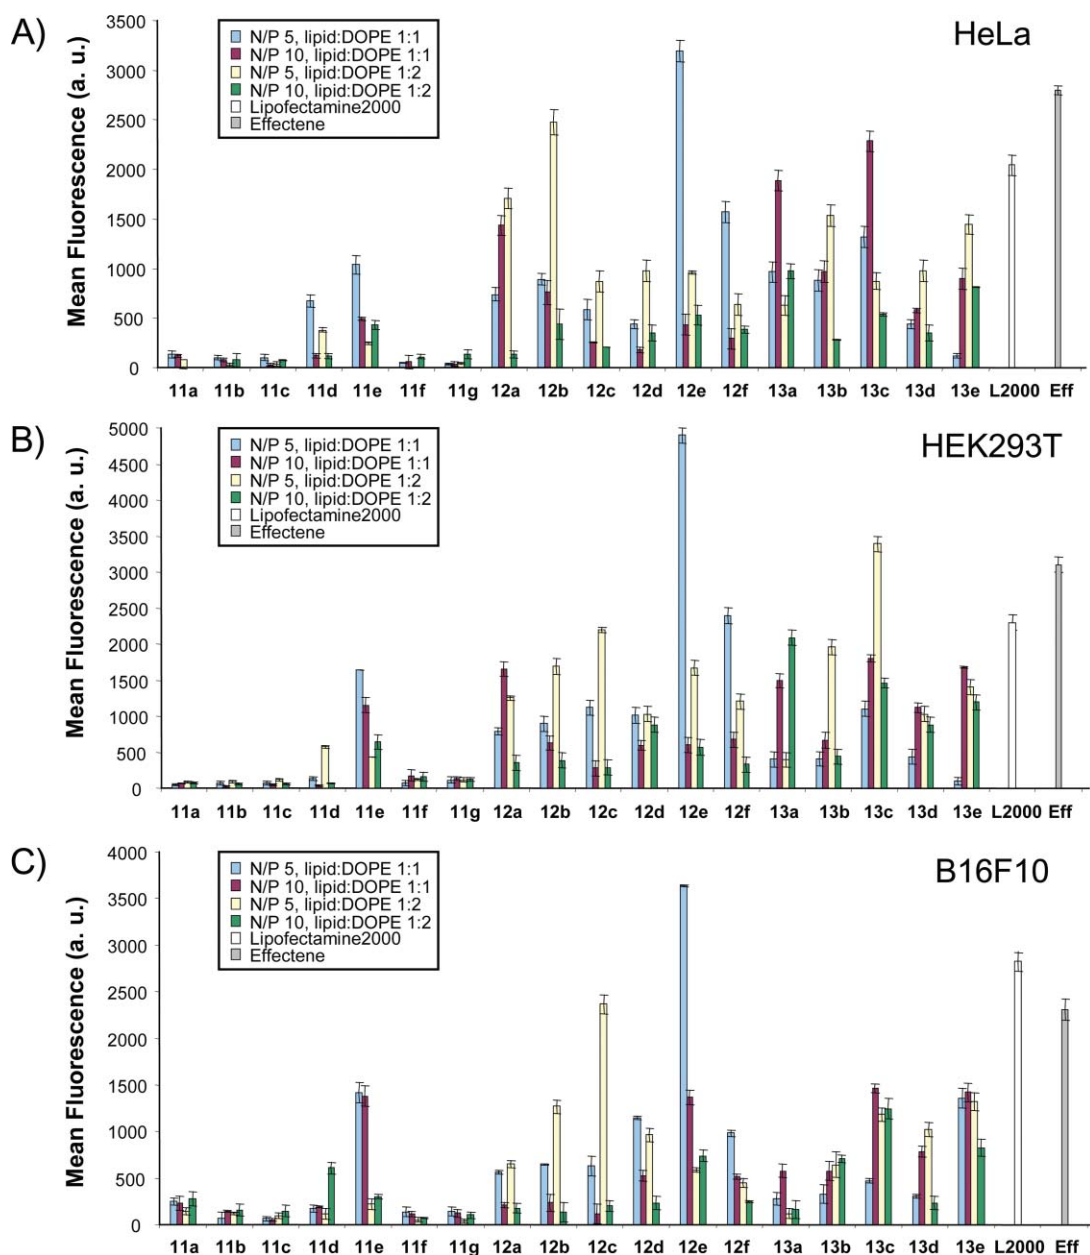 A)
HeLa
N/P 5, lipid:DOPE 1:1
N/P 10, lipid:DOPE 1:1
N/P 5, lipid:DOPE 1:2
N/P 10, lipid:DOPE 1:2
Lipofectamine2000
Effectene
Mean Fluorescence (a. u.)
3500
3000
2500
2000
1500
1000
500
0
11a 11b 11c 11d 11e 11f 11g 12a 12b 12c 12d 12e 12f 13a 13b 13c 13d 13e L2000 Eff
B)
HEK293T
N/P 5, lipid:DOPE 1:1
N/P 10, lipid:DOPE 1:1
N/P 5, lipid:DOPE 1:2
N/P 10, lipid:DOPE 1:2
Lipofectamine2000
Effectene
Mean Fluorescence (a. u.)
5000
4500
4000
3500
3000
2500
2000
1500
1000
500
0
11a 11b 11c 11d 11e 11f 11g 12a 12b 12c 12d 12e 12f 13a 13b 13c 13d 13e L2000 Eff
C)
B16F10
N/P 5, lipid:DOPE 1:1
N/P 10, lipid:DOPE 1:1
N/P 5, lipid:DOPE 1:2
N/P 10, lipid:DOPE 1:2
Lipofectamine2000
Effectene
Mean Fluorescence (a. u.)
4000
3500
3000
2500
2000
1500
1000
500
0
11a 11b 11c 11d 11e 11f 11g 12a 12b 12c 12d 12e 12f 13a 13b 13c 13d 13e L2000 Eff